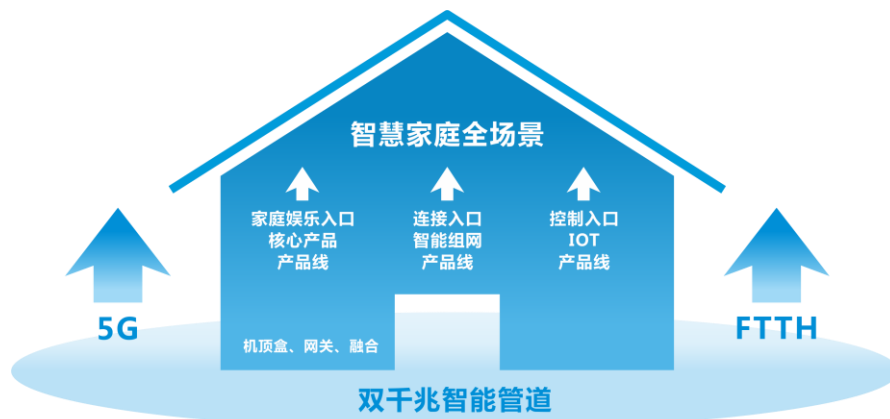 智慧家庭全场景
家庭娱乐入口
核心产品
产品线
连接入口
智能组网
产品线
控制入口
IOT
产品线
5G
FTTH
机顶盒、网关、融合
双千兆智能管道